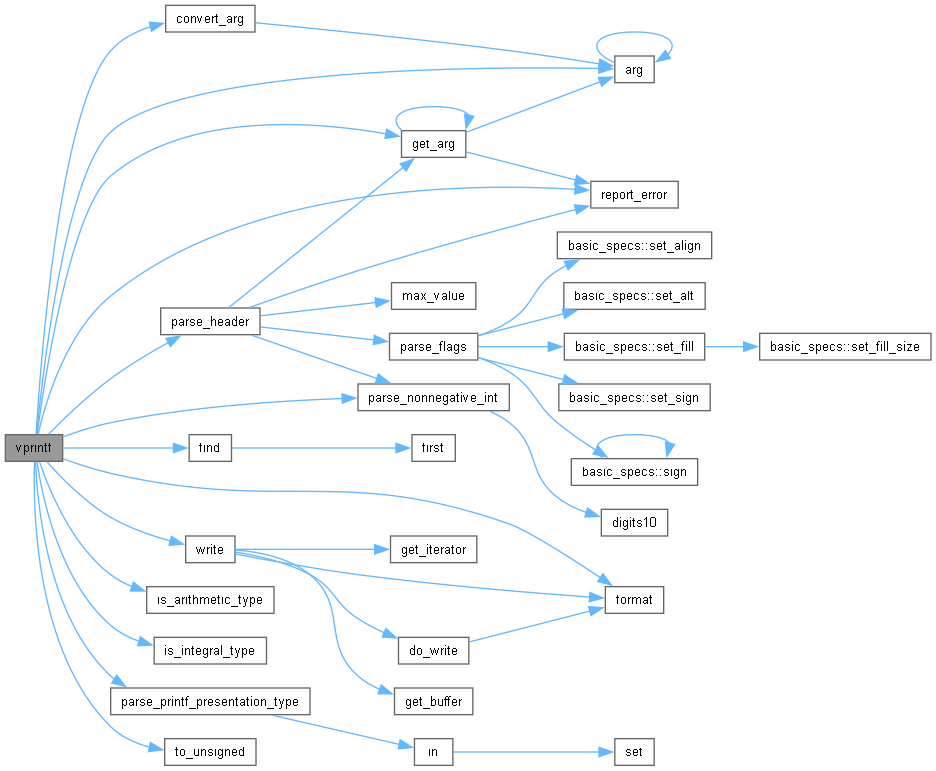 convert_arg
arg
get_arg
report_error
basic_specs::set_align
max_value
basic_specs::set_alt
parse_header
parse_flags
basic_specs::set_fill
basic_specs::set_fill_size
parse_nonnegative_int
basic_specs::set_sign
vprintf
find
first
basic_specs::sign
digits10
write
get_iterator
is_arithmetic_type
format
is_integral_type
do_write
parse_printf_presentation_type
get_buffer
to_unsigned
in
set